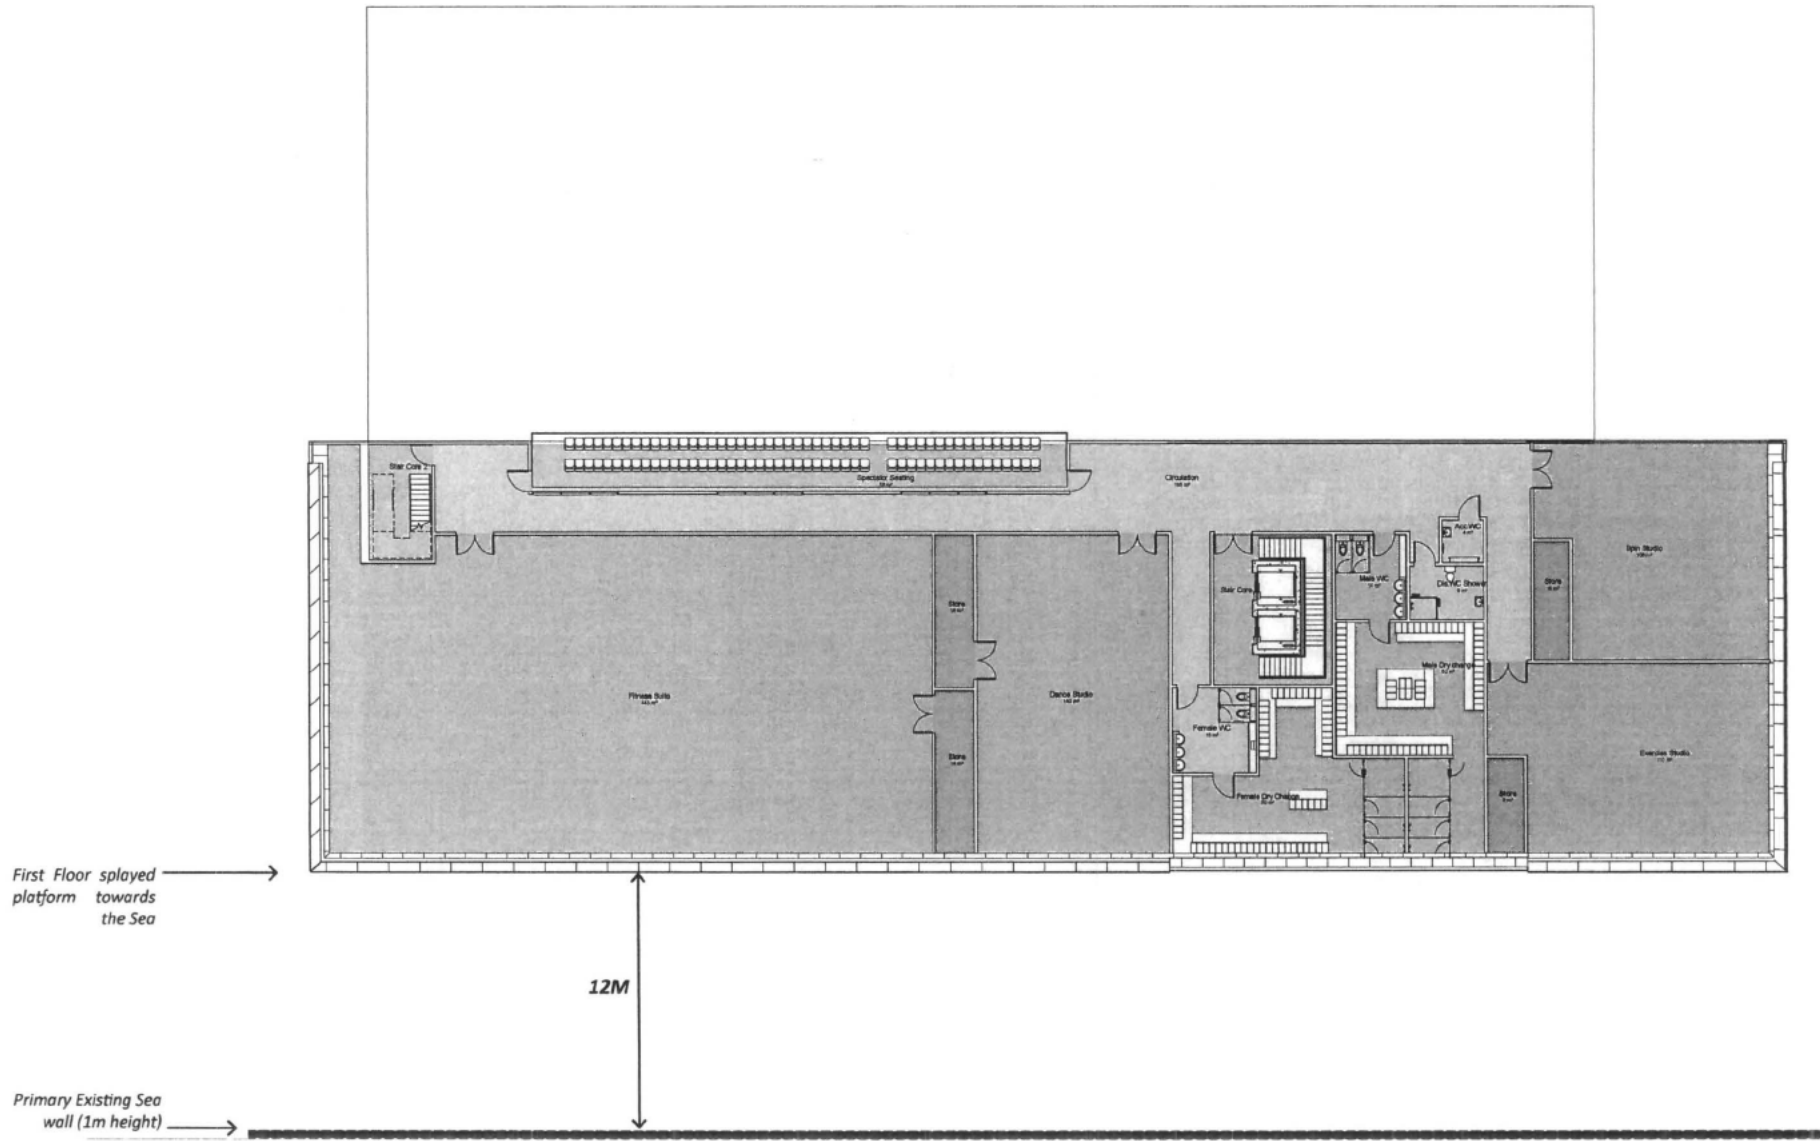 Stair Core 2
Spectator Seating
Circulation
Acc WC
Spin Studio
Male WC
Dis WC Shower
Store
Store
Stair Core
Male Dry change
Fitness Suite
Dance Studio
Female WC
Exercise Studio
Store
Store
Female Dry Change
First Floor splayed
platform towards
the Sea
12M
Primary Existing Sea
wall (1m height)